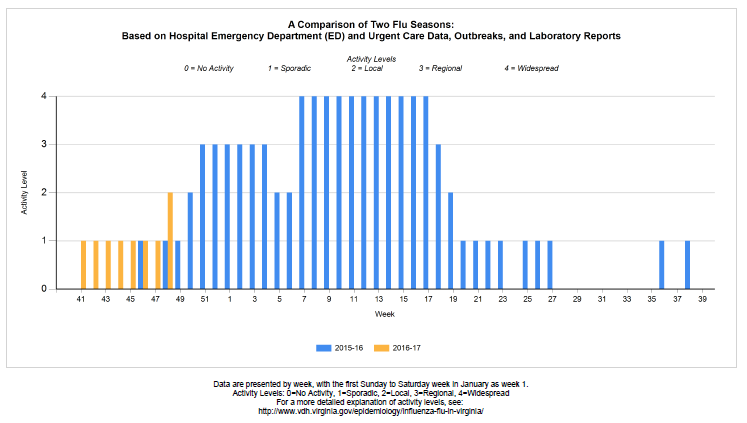 A Comparison of Two Flu Seasons:
Based on Hospital Emergency Department (ED) and Urgent Care Data, Outbreaks, and Laboratory Reports
Activity Levels
0 = No Activity 1 = Sporadic 2 = Local 3 = Regional 4 = Widespread
4
3
2
1
0
Activity Level
41 43 45 47 49 51 1 3 5 7 9 11 13 15 17 19 21 23 25 27 29 31 33 35 37 39
Week
2015-16 2016-17
Data are presented by week, with the first Sunday to Saturday week in January as week 1.
Activity Levels: 0=No Activity, 1=Sporadic, 2=Local, 3=Regional, 4=Widespread
For a more detailed explanation of activity levels, see:
http://www.vdh.virginia.gov/epidemiology/influenza-flu-in-virginia/